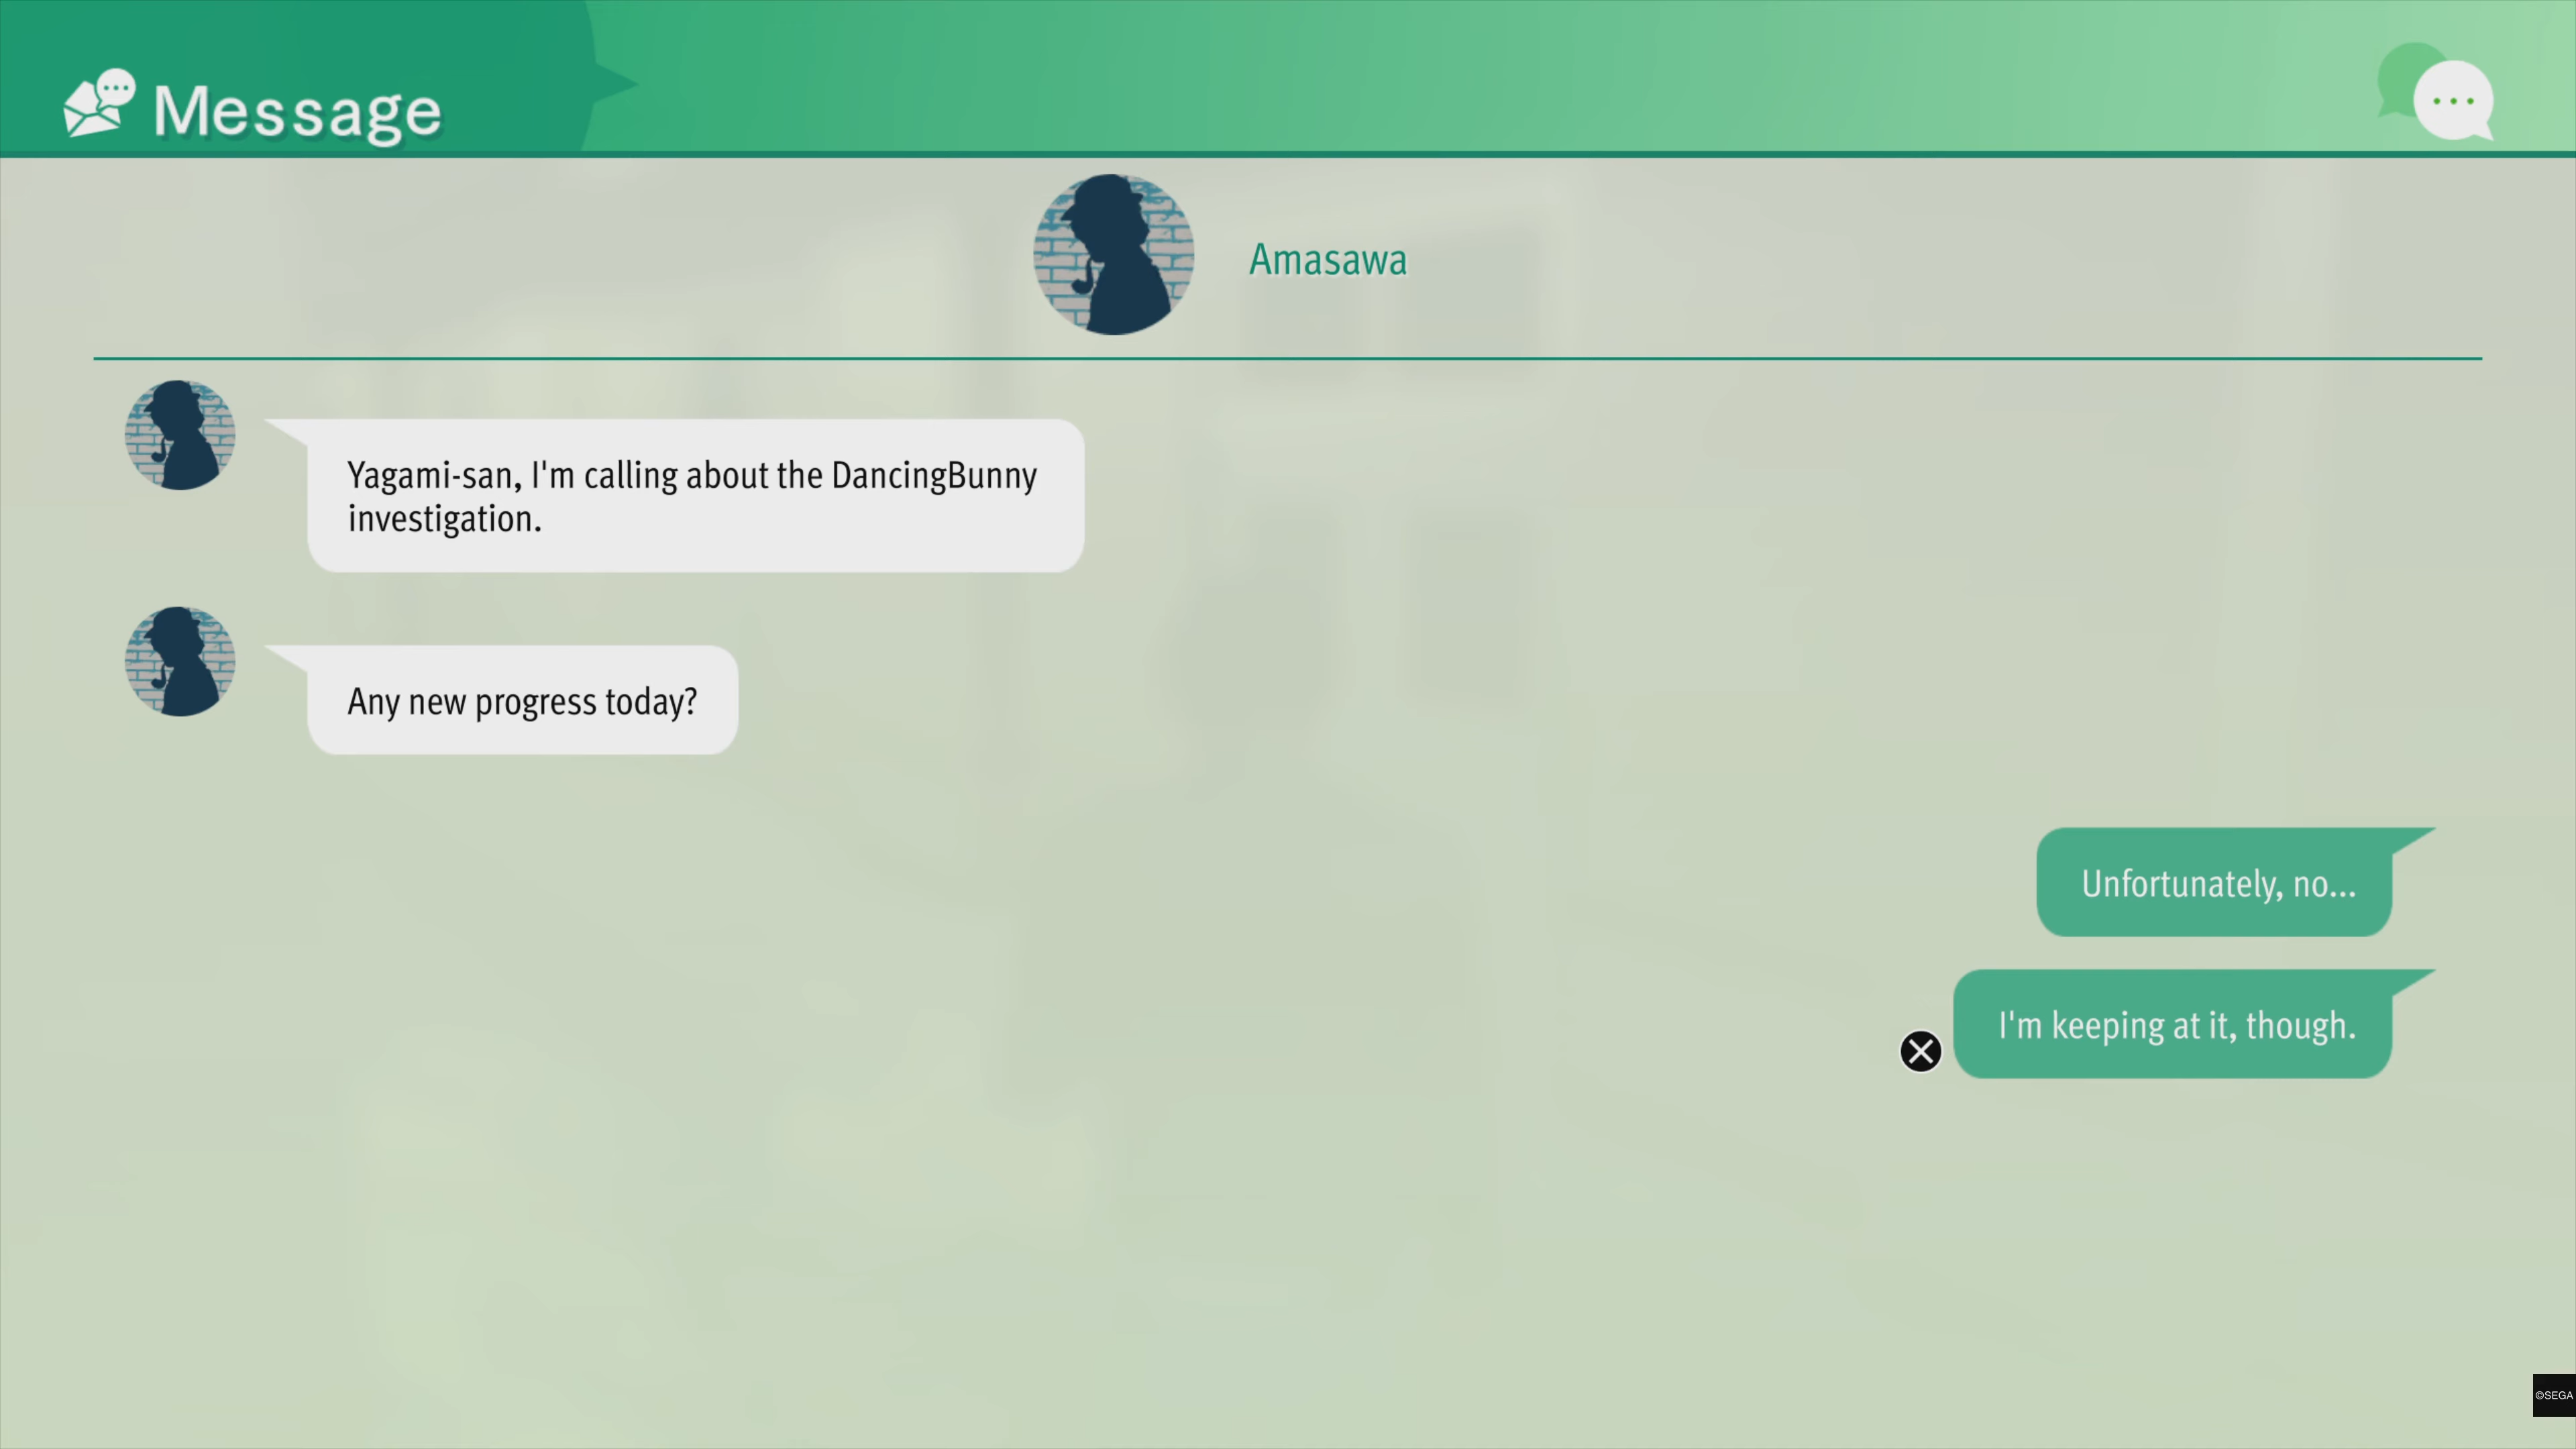 Message
Amasawa
Yagami-san, I'm calling about the DancingBunny
investigation.
Any new progress today?
Unfortunately, no...
I'm keeping at it, though.
©SEGA